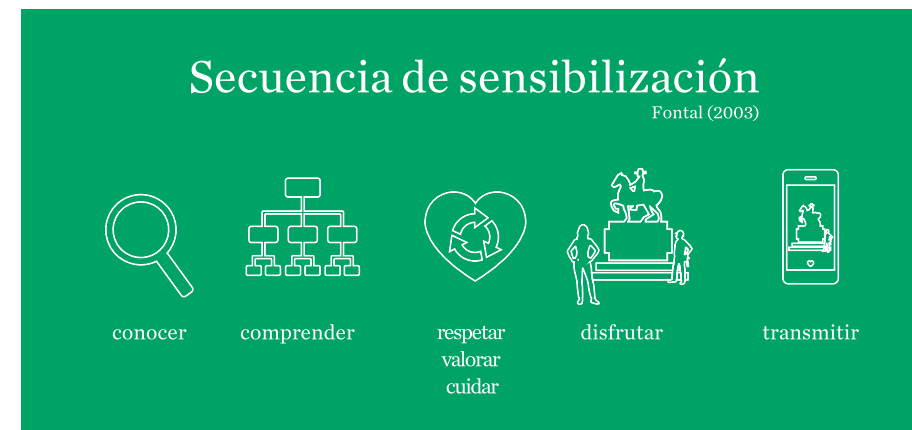 Secuencia de sensibilización
Fontal (2003)
conocer
comprender
respetar
valorar
cuidar
disfrutar
transmitir